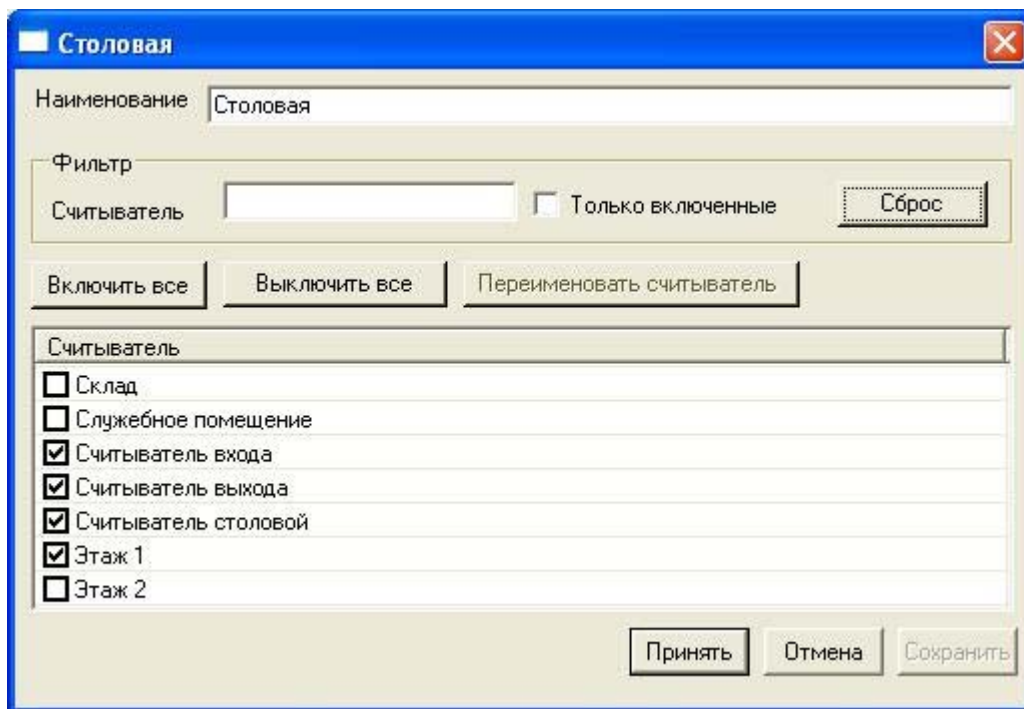 Столовая
Наименование Столовая
Фильтр
Считыватель Только включенные Сброс
Включить все Выключить все Переименовать считыватель
Считыватель
Склад
Служебное помещение
Считыватель входа
Считыватель выхода
Считыватель столовой
Этаж 1
Этаж 2
Принять Отмена Сохранить